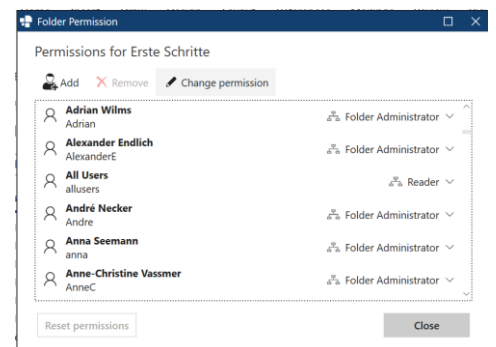 Folder Permission
Permissions for Erste Schritte
Add Remove Change permission
Adrian Wilms
Adrian
Folder Administrator
Alexander Endlich
AlexanderE
Folder Administrator
All Users
allusers
Reader
André Necker
Andre
Folder Administrator
Anna Seemann
anna
Folder Administrator
Anne-Christine Vassmer
AnneC
Folder Administrator
Reset permissions
Close